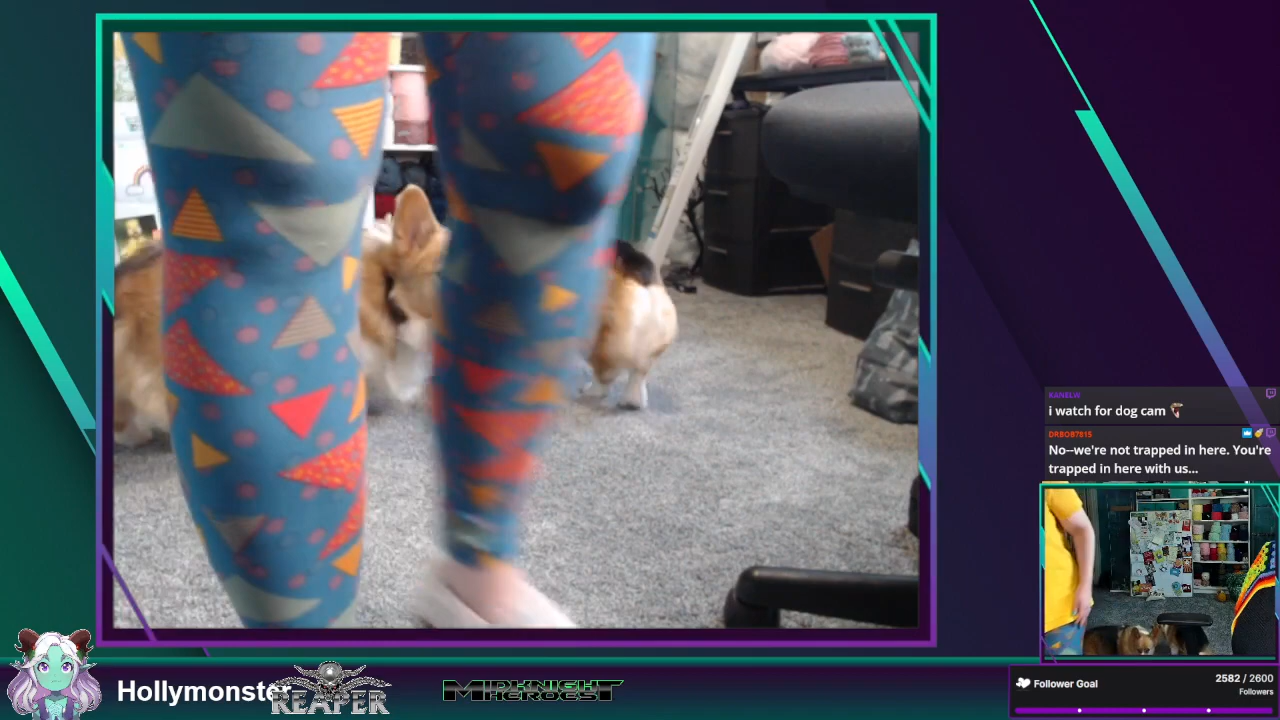 KANELW
i watch for dog cam
DRBOB7815
No--we're not trapped in here. You're
trapped in here with us...
Hollymonster
REAPER
MIDKNIGHT
HEROES
Follower Goal
2582 / 2600
Followers